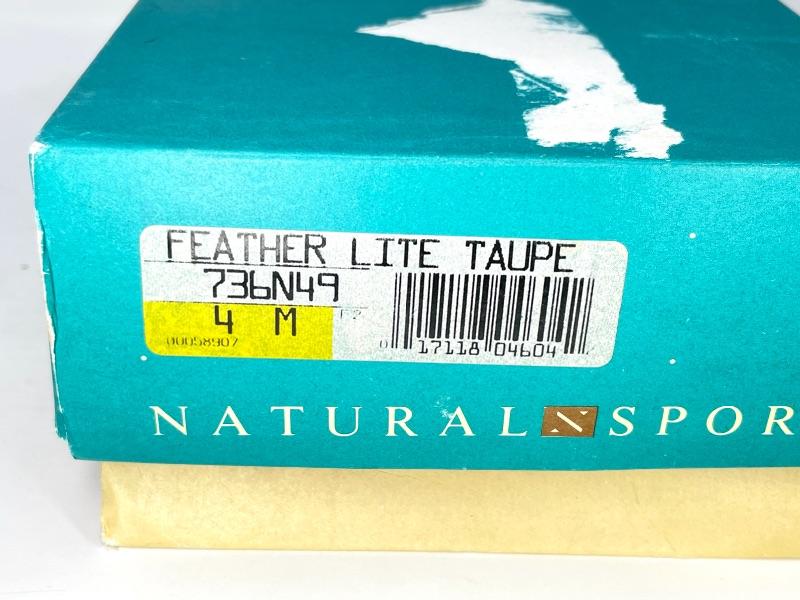 FEATHER LITE TAUPE
736N49
4 M
00058907
0 17118 04604
NATURAL N SPOR